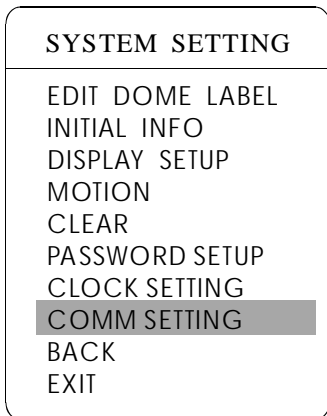 SYSTEM SETTING
EDIT DOME LABEL
INITIAL INFO
DISPLAY SETUP
MOTION
CLEAR
PASSWORD SETUP
CLOCK SETTING
COMM SETTING
BACK
EXIT